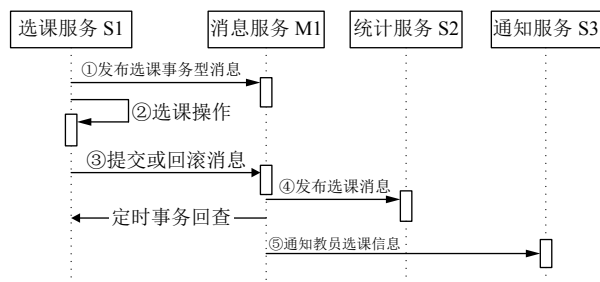 选课服务 S1
消息服务 M1
统计服务 S2
通知服务 S3
①发布选课事务型消息
②选课操作
③提交或回滚消息
④发布选课消息
定时事务回查
⑤通知教员选课信息